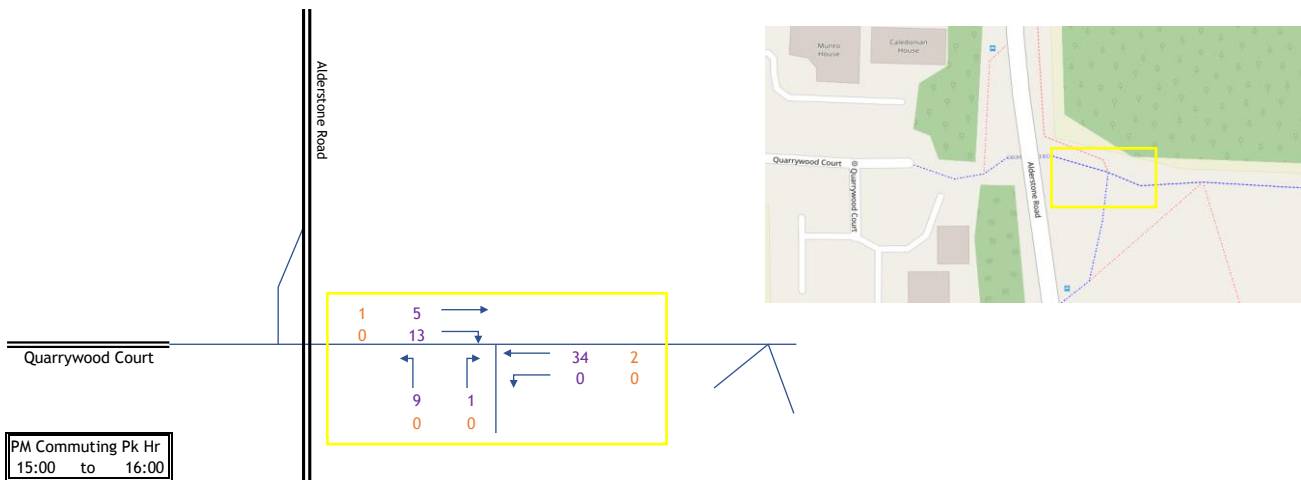 Alderstone Road
Munro
House
Caledonian
House
Quarrywood Court
Quarrywood Court
Alderstone Road
1 5
0 13
34 2
0 0
9 1
0 0
Quarrywood Court
PM Commuting Pk Hr
15:00 to 16:00